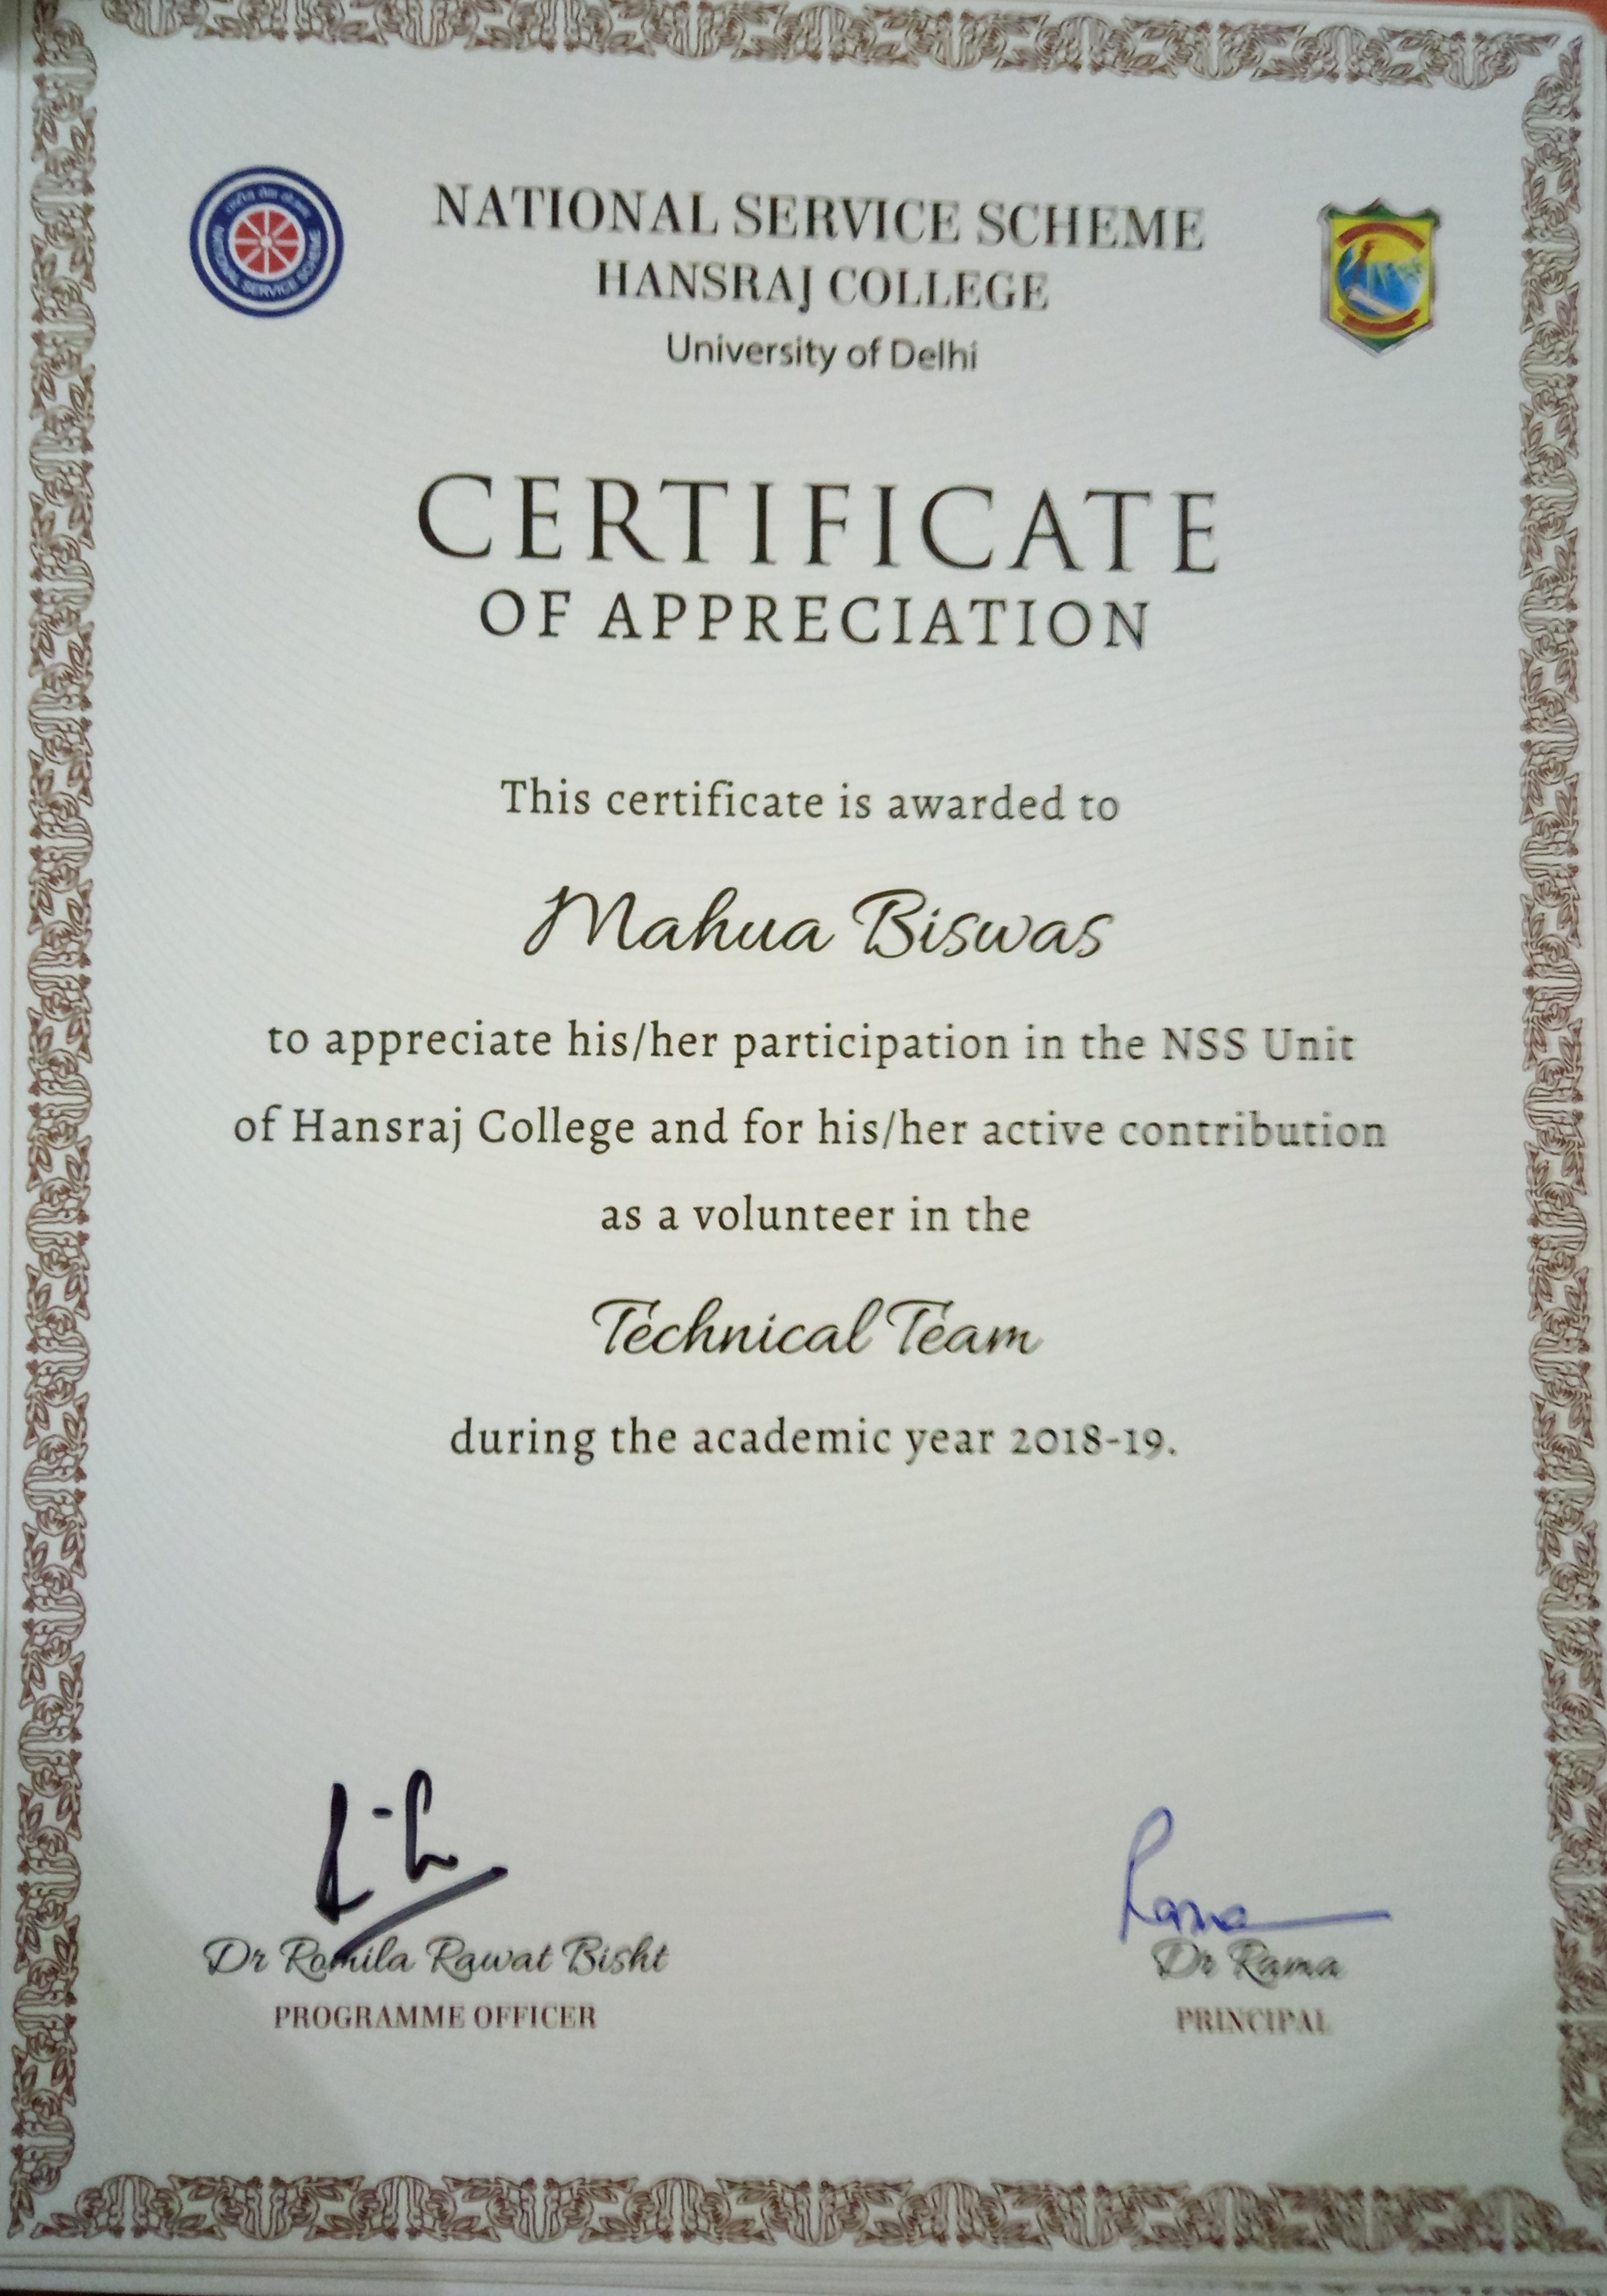 NATIONAL SERVICE SCHEME
HANSRAJ COLLEGE
University of Delhi
CERTIFICATE
OF APPRECIATION
This certificate is awarded to
Mahua Biswas
to appreciate his/her participation in the NSS Unit
of Hansraj College and for his/her active contribution
as a volunteer in the
Technical Team
during the academic year 2018-19.
Rama
Dr Romila Rawat Bisht
PROGRAMME OFFICER
Dr Rama
PRINCIPAL
NATIONAL SERVICE SCHEME